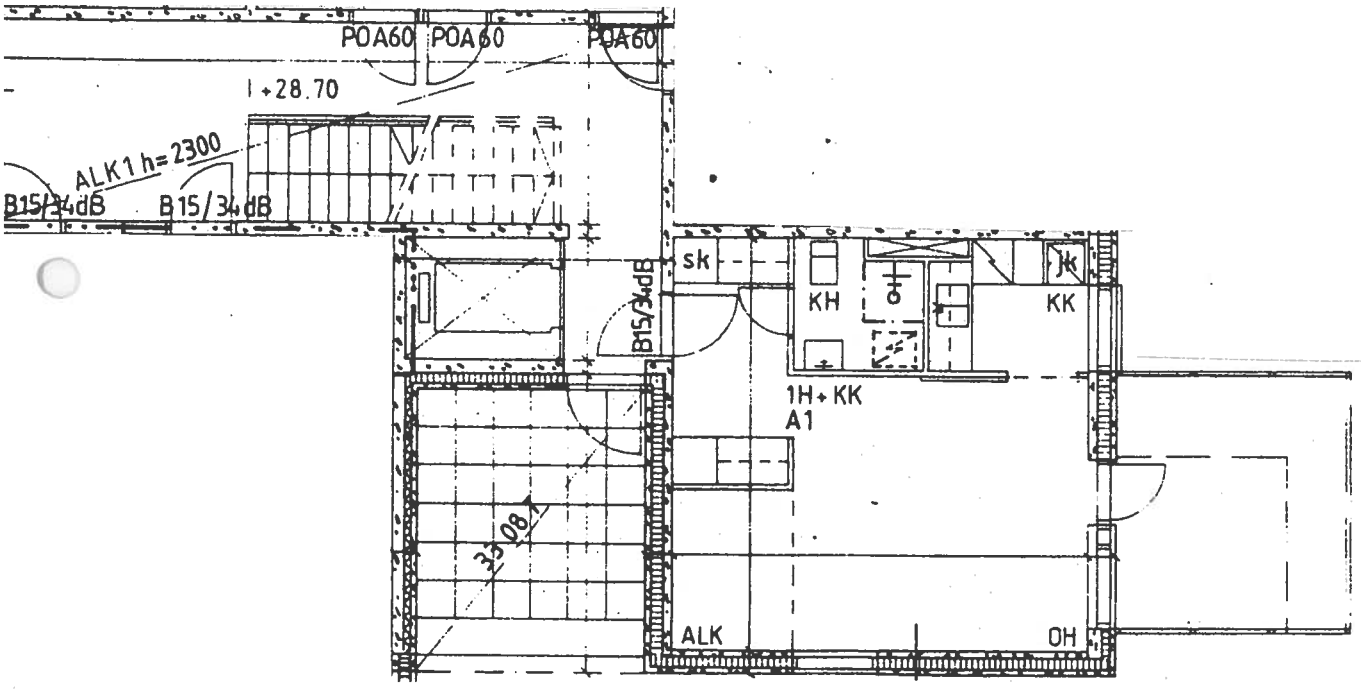 POA60 POA60 POA60
+28.70
ALK1 h=2300
B15/34dB B15/34dB
B15/34dB
sk
KH
jk
KK
1H+KK
A1
33.08.1
ALK
OH